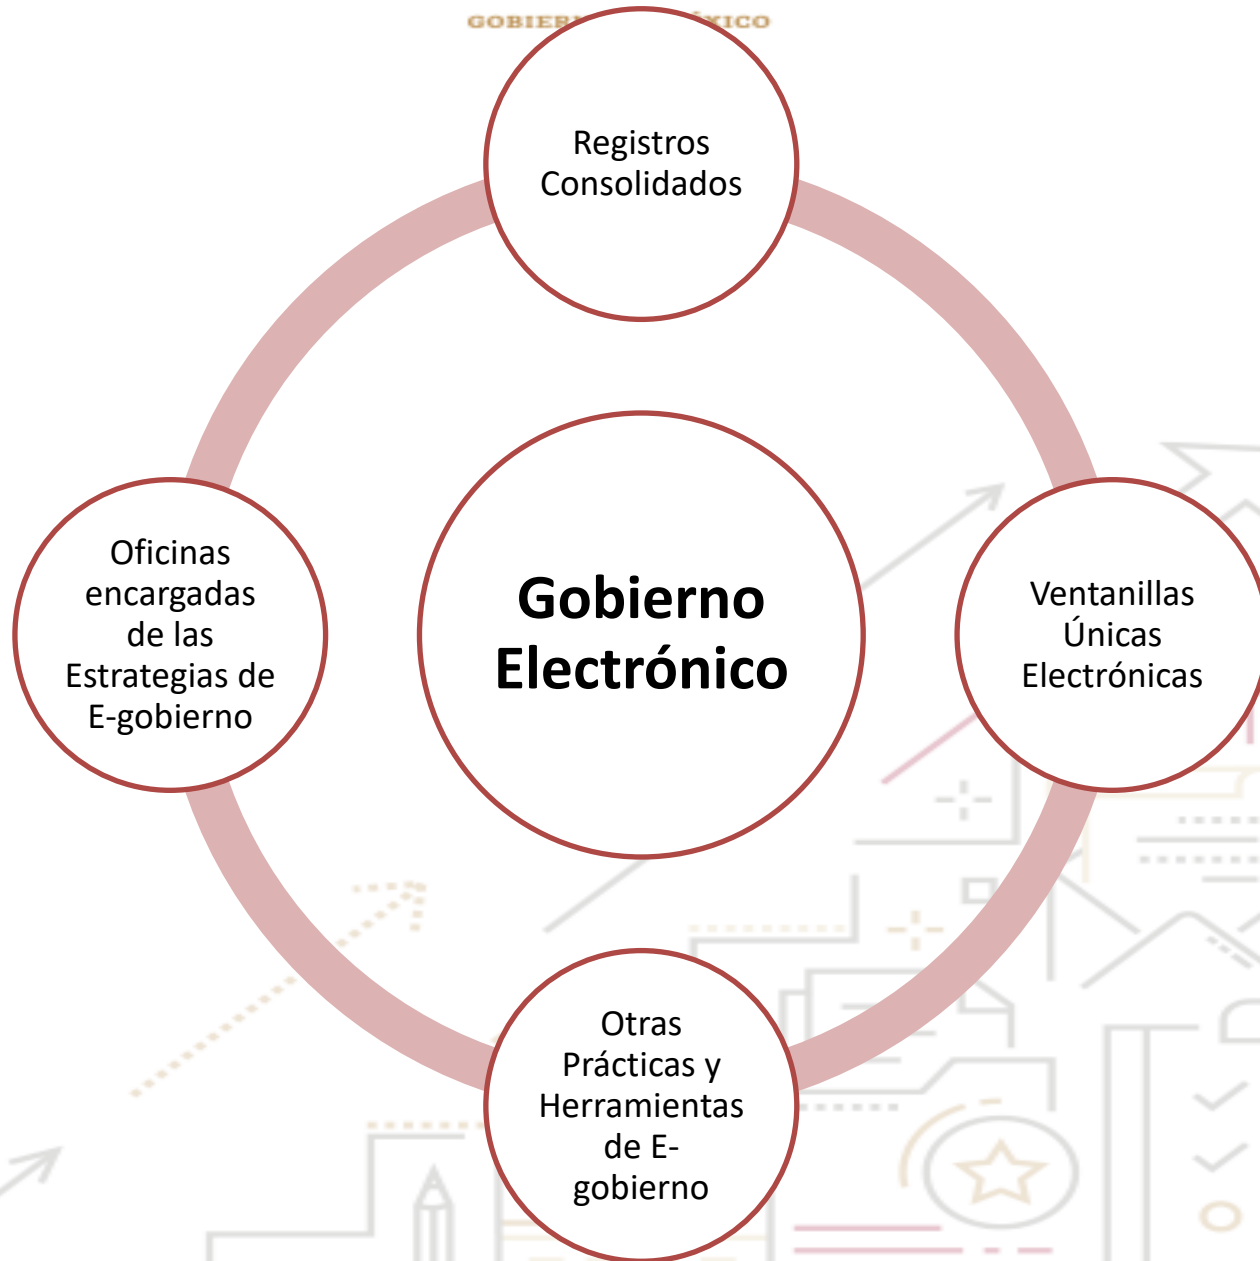 Registros
Consolidados
Oficinas
encargadas
de las
Estrategias de
E-gobierno
Gobierno
Electrónico
Ventanillas
Únicas
Electrónicas
Otras
Prácticas y
Herramientas
de E-
gobierno